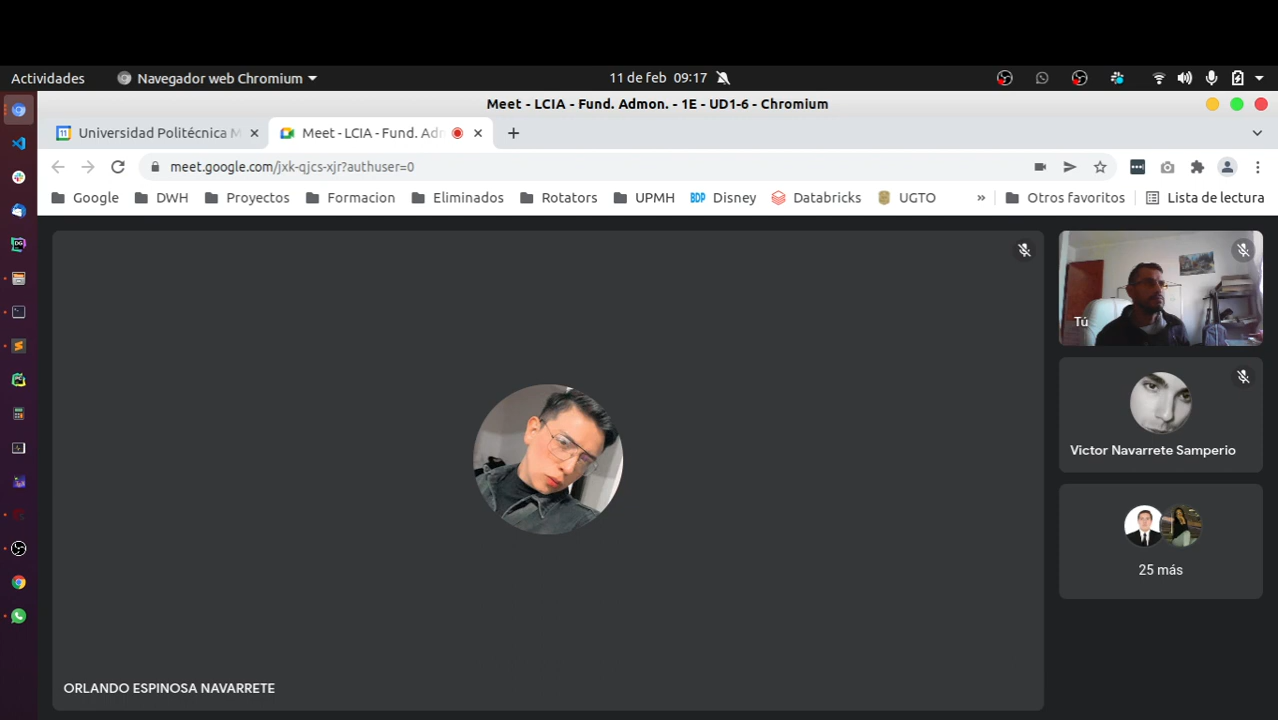 Actividades
Navegador web Chromium
11 de feb 09:17
Meet - LCIA - Fund. Admon. - 1E - UD1-6 - Chromium
11
Universidad Politécnica M
Meet - LCIA - Fund. Adm
meet.google.com/jxk-qjcs-xjr?authuser=0
Google
DWH
Proyectos
Formacion
Eliminados
Rotators
UPMH
BDP Disney
Databricks
UGTO
»
Otros favoritos
Lista de lectura
Tú
Victor Navarrete Samperio
25 más
ORLANDO ESPINOSA NAVARRETE